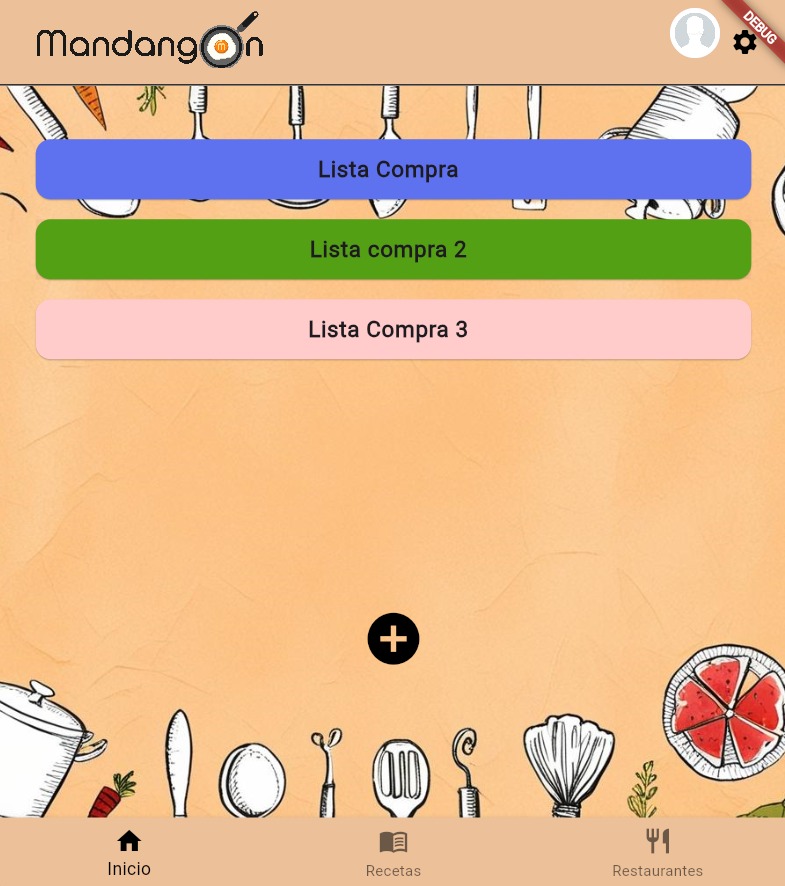 Mandangon
DEBUG
Lista Compra
Lista compra 2
Lista Compra 3
Inicio
Recetas
Restaurantes